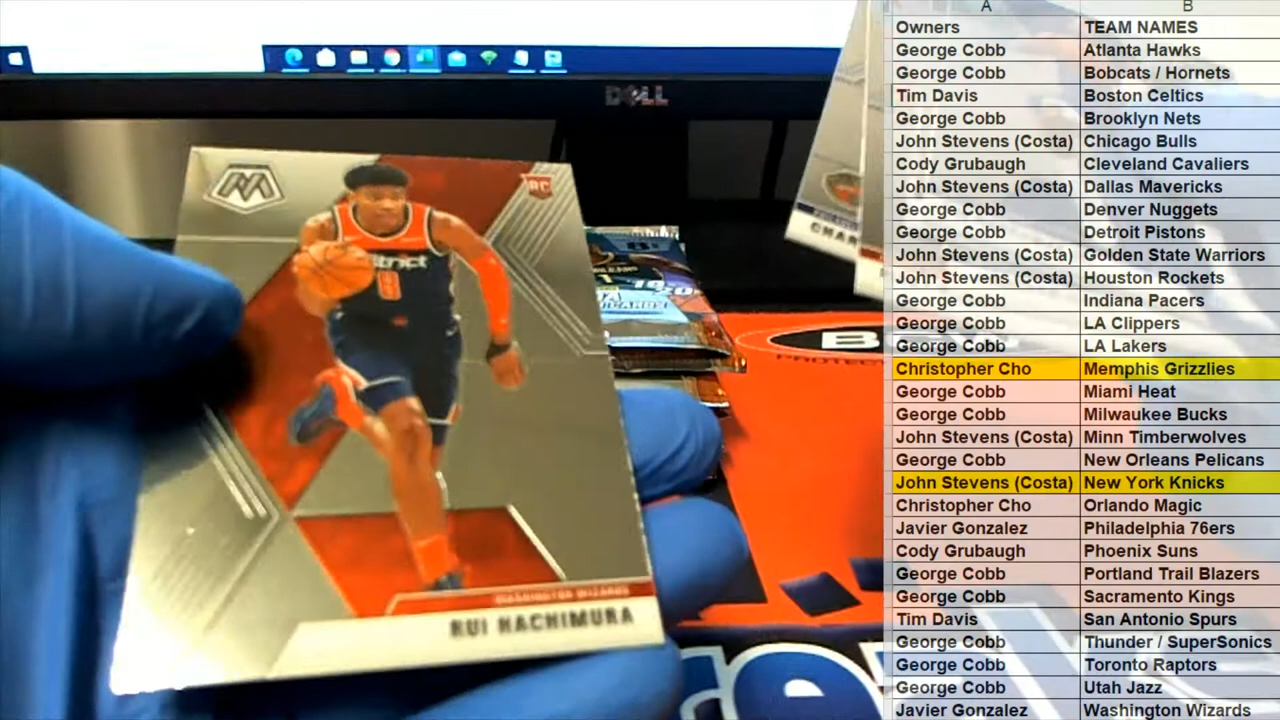 A B
Owners TEAM NAMES
George Cobb Atlanta Hawks
George Cobb Bobcats / Hornets
Tim Davis Boston Celtics
George Cobb Brooklyn Nets
John Stevens (Costa) Chicago Bulls
Cody Grubaugh Cleveland Cavaliers
John Stevens (Costa) Dallas Mavericks
George Cobb Denver Nuggets
George Cobb Detroit Pistons
John Stevens (Costa) Golden State Warriors
John Stevens (Costa) Houston Rockets
George Cobb Indiana Pacers
George Cobb LA Clippers
George Cobb LA Lakers
Christopher Cho Memphis Grizzlies
George Cobb Miami Heat
George Cobb Milwaukee Bucks
John Stevens (Costa) Minn Timberwolves
George Cobb New Orleans Pelicans
John Stevens (Costa) New York Knicks
Christopher Cho Orlando Magic
Javier Gonzalez Philadelphia 76ers
Cody Grubaugh Phoenix Suns
George Cobb Portland Trail Blazers
George Cobb Sacramento Kings
Tim Davis San Antonio Spurs
George Cobb Thunder / SuperSonics
George Cobb Toronto Raptors
George Cobb Utah Jazz
Javier Gonzalez Washington Wizards
DELL
M
RC
trict
8
WASHINGTON WIZARDS
RUI HACHIMURA
CHAR